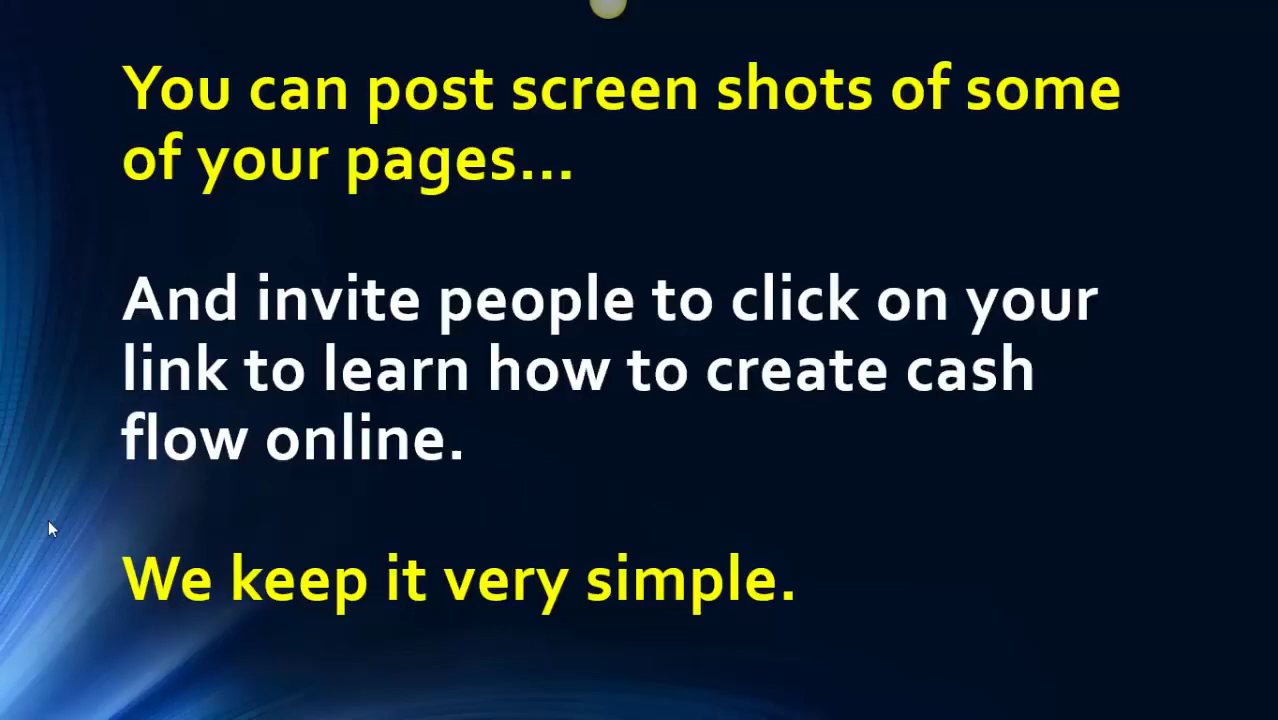 You can post screen shots of some
of your pages...
And invite people to click on your
link to learn how to create cash
flow online.
We keep it very simple.